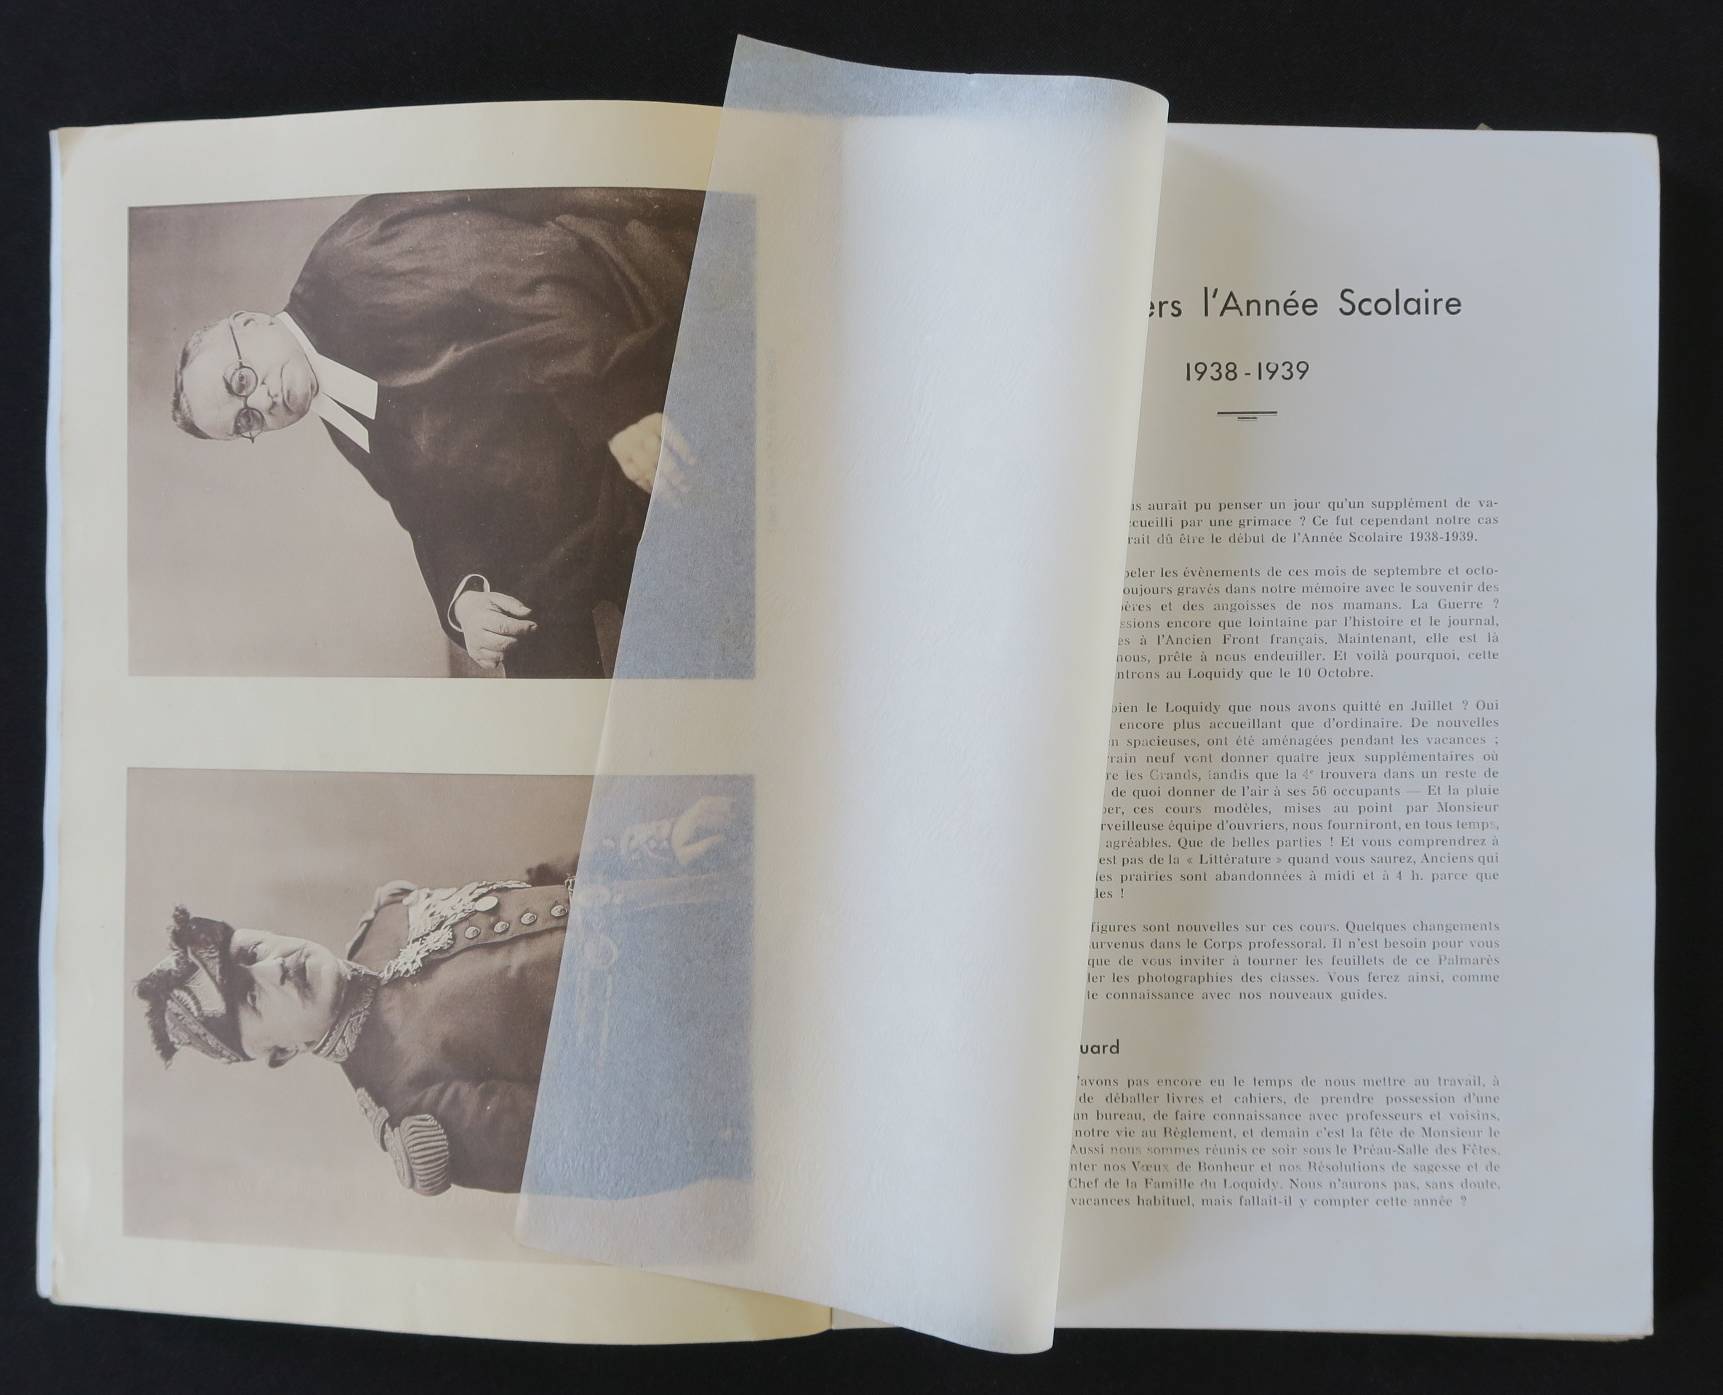 ers l'Année Scolaire
1938-1939
is aurait pu penser un jour qu'un supplément de va-
cueilli par une grimace ? Ce fut cependant notre cas
rait dû être le début de l'Année Scolaire 1938-1939.
peler les évènements de ces mois de septembre et octo-
oujours gravés dans notre mémoire avec le souvenir des
ères et des angoisses de nos mamans. La Guerre ?
ssions encore que lointaine par l'histoire et le journal,
es à l'Ancien Front français. Maintenant, elle est là
nous, prête à nous endeuiller. Et voilà pourquoi, cette
ntrons au Loquidy que le 10 Octobre.
bien le Loquidy que nous avons quitté en Juillet ? Oui
encore plus accueillant que d'ordinaire. De nouvelles
n spacieuses, ont été aménagées pendant les vacances ;
rrain neuf vont donner quatre jeux supplémentaires où
re les Grands, tandis que la 4e trouvera dans un reste de
de quoi donner de l'air à ses 56 occupants — Et la pluie
per, ces cours modèles, mises au point par Monsieur
rveilleuse équipe d'ouvriers, nous fourniront, en tous temps,
agréables. Que de belles parties ! Et vous comprendrez à
est pas de la « Littérature » quand vous saurez, Anciens qui
les prairies sont abandonnées à midi et à 4 h. parce que
les !
figures sont nouvelles sur ces cours. Quelques changements
urvenus dans le Corps professoral. Il n'est besoin pour vous
que de vous inviter à tourner les feuillets de ce Palmarès
ler les photographies des classes. Vous ferez ainsi, comme
te connaissance avec nos nouveaux guides.
uard
'avons pas encore eu le temps de nous mettre au travail, à
de déballer livres et cahiers, de prendre possession d'une
un bureau, de faire connaissance avec professeurs et voisins,
notre vie au Règlement, et demain c'est la fête de Monsieur le
Aussi nous sommes réunis ce soir sous le Préau-Salle des Fêtes,
nter nos Vœux de Bonheur et nos Résolutions de sagesse et de
Chef de la Famille du Loquidy. Nous n'aurons pas, sans doute,
vacances habituel, mais fallait-il y compter cette année ?